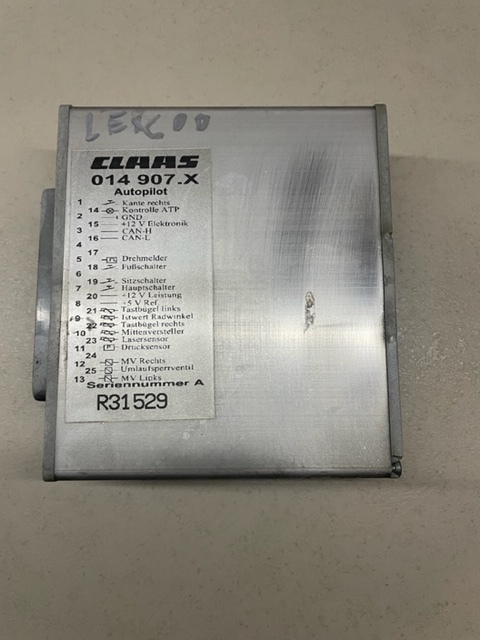 LEX600
CLAAS
014 907.X
Autopilot
1 Kante rechts
14 Kontrolle ATP
2 GND
15 +12 V Elektronik
3 CAN-H
16 CAN-L
4
17
5 Drehmelder
18 Fußschalter
6
19 Sitzschalter
7 Hauptschalter
20 +12 V Leistung
8 +5 V Ref.
21 Tastbügel links
9 Istwert Radwinkel
22 Tastbügel rechts
10 Mittenversteller
23 Lasersensor
11 Drucksensor
24
12 MV Rechts
25 Umlaufsperrventil
13 MV Links
Seriennummer A
R31529